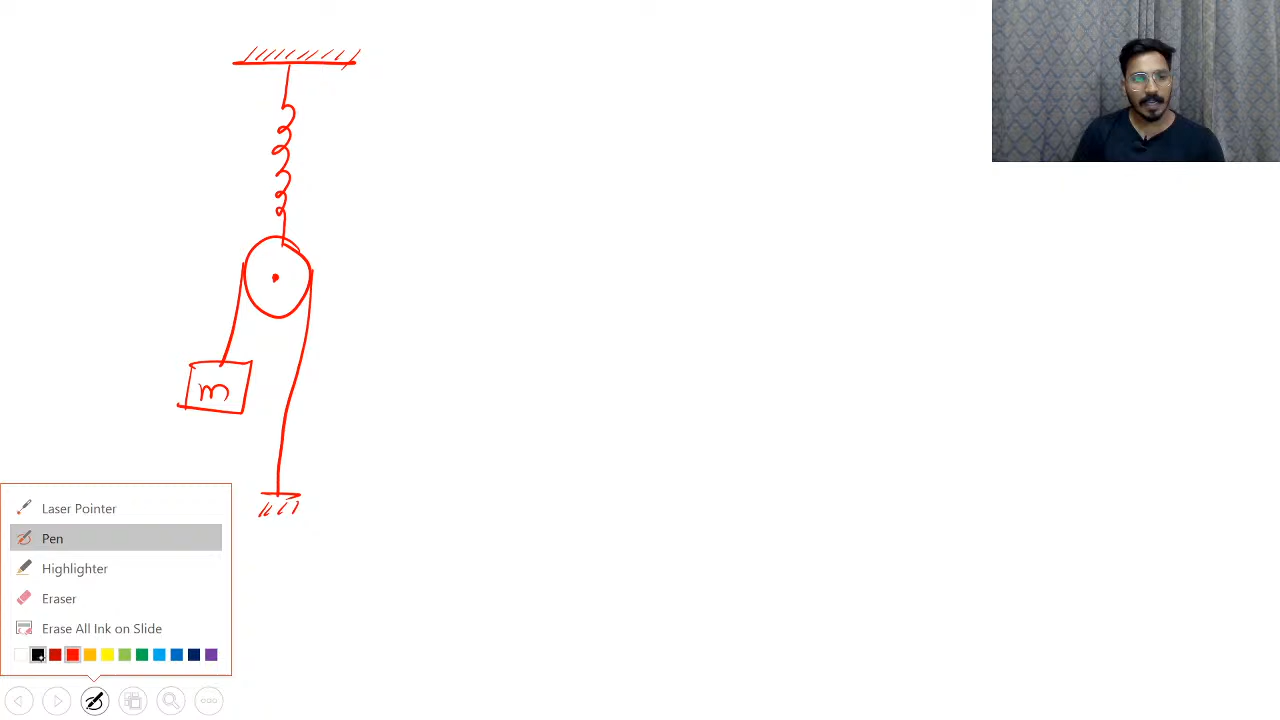 m
Laser Pointer
Pen
Highlighter
Eraser
Erase All Ink on Slide